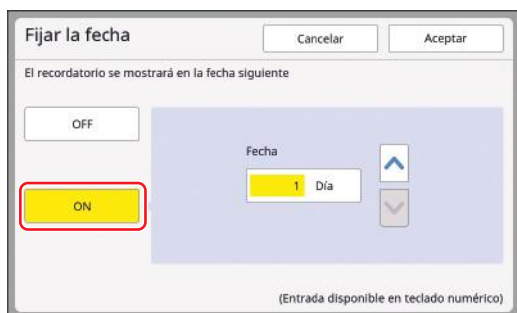 Fijar la fecha
Cancelar
Aceptar
El recordatorio se mostrará en la fecha siguiente
OFF
Fecha
1 Día
ON
(Entrada disponible en teclado numérico)